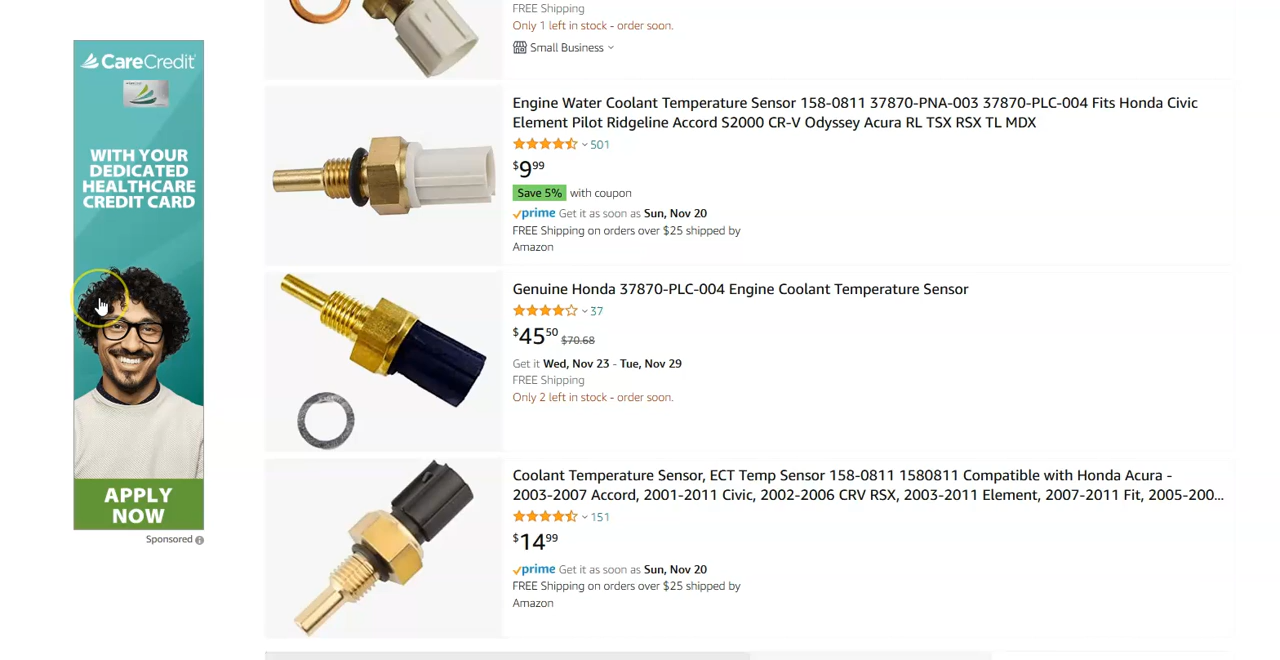 CareCredit
WITH YOUR
DEDICATED
HEALTHCARE
CREDIT CARD
APPLY
NOW
Sponsored
FREE Shipping
Only 1 left in stock - order soon.
Small Business
Engine Water Coolant Temperature Sensor 158-0811 37870-PNA-003 37870-PLC-004 Fits Honda Civic
Element Pilot Ridgeline Accord S2000 CR-V Odyssey Acura RL TSX RSX TL MDX
501
$9.99
Save 5% with coupon
prime Get it as soon as Sun, Nov 20
FREE Shipping on orders over $25 shipped by
Amazon
Genuine Honda 37870-PLC-004 Engine Coolant Temperature Sensor
37
$45.50 $70.68
Get it Wed, Nov 23 - Tue, Nov 29
FREE Shipping
Only 2 left in stock - order soon.
Coolant Temperature Sensor, ECT Temp Sensor 158-0811 1580811 Compatible with Honda Acura -
2003-2007 Accord, 2001-2011 Civic, 2002-2006 CRV RSX, 2003-2011 Element, 2007-2011 Fit, 2005-200...
151
$14.99
prime Get it as soon as Sun, Nov 20
FREE Shipping on orders over $25 shipped by
Amazon